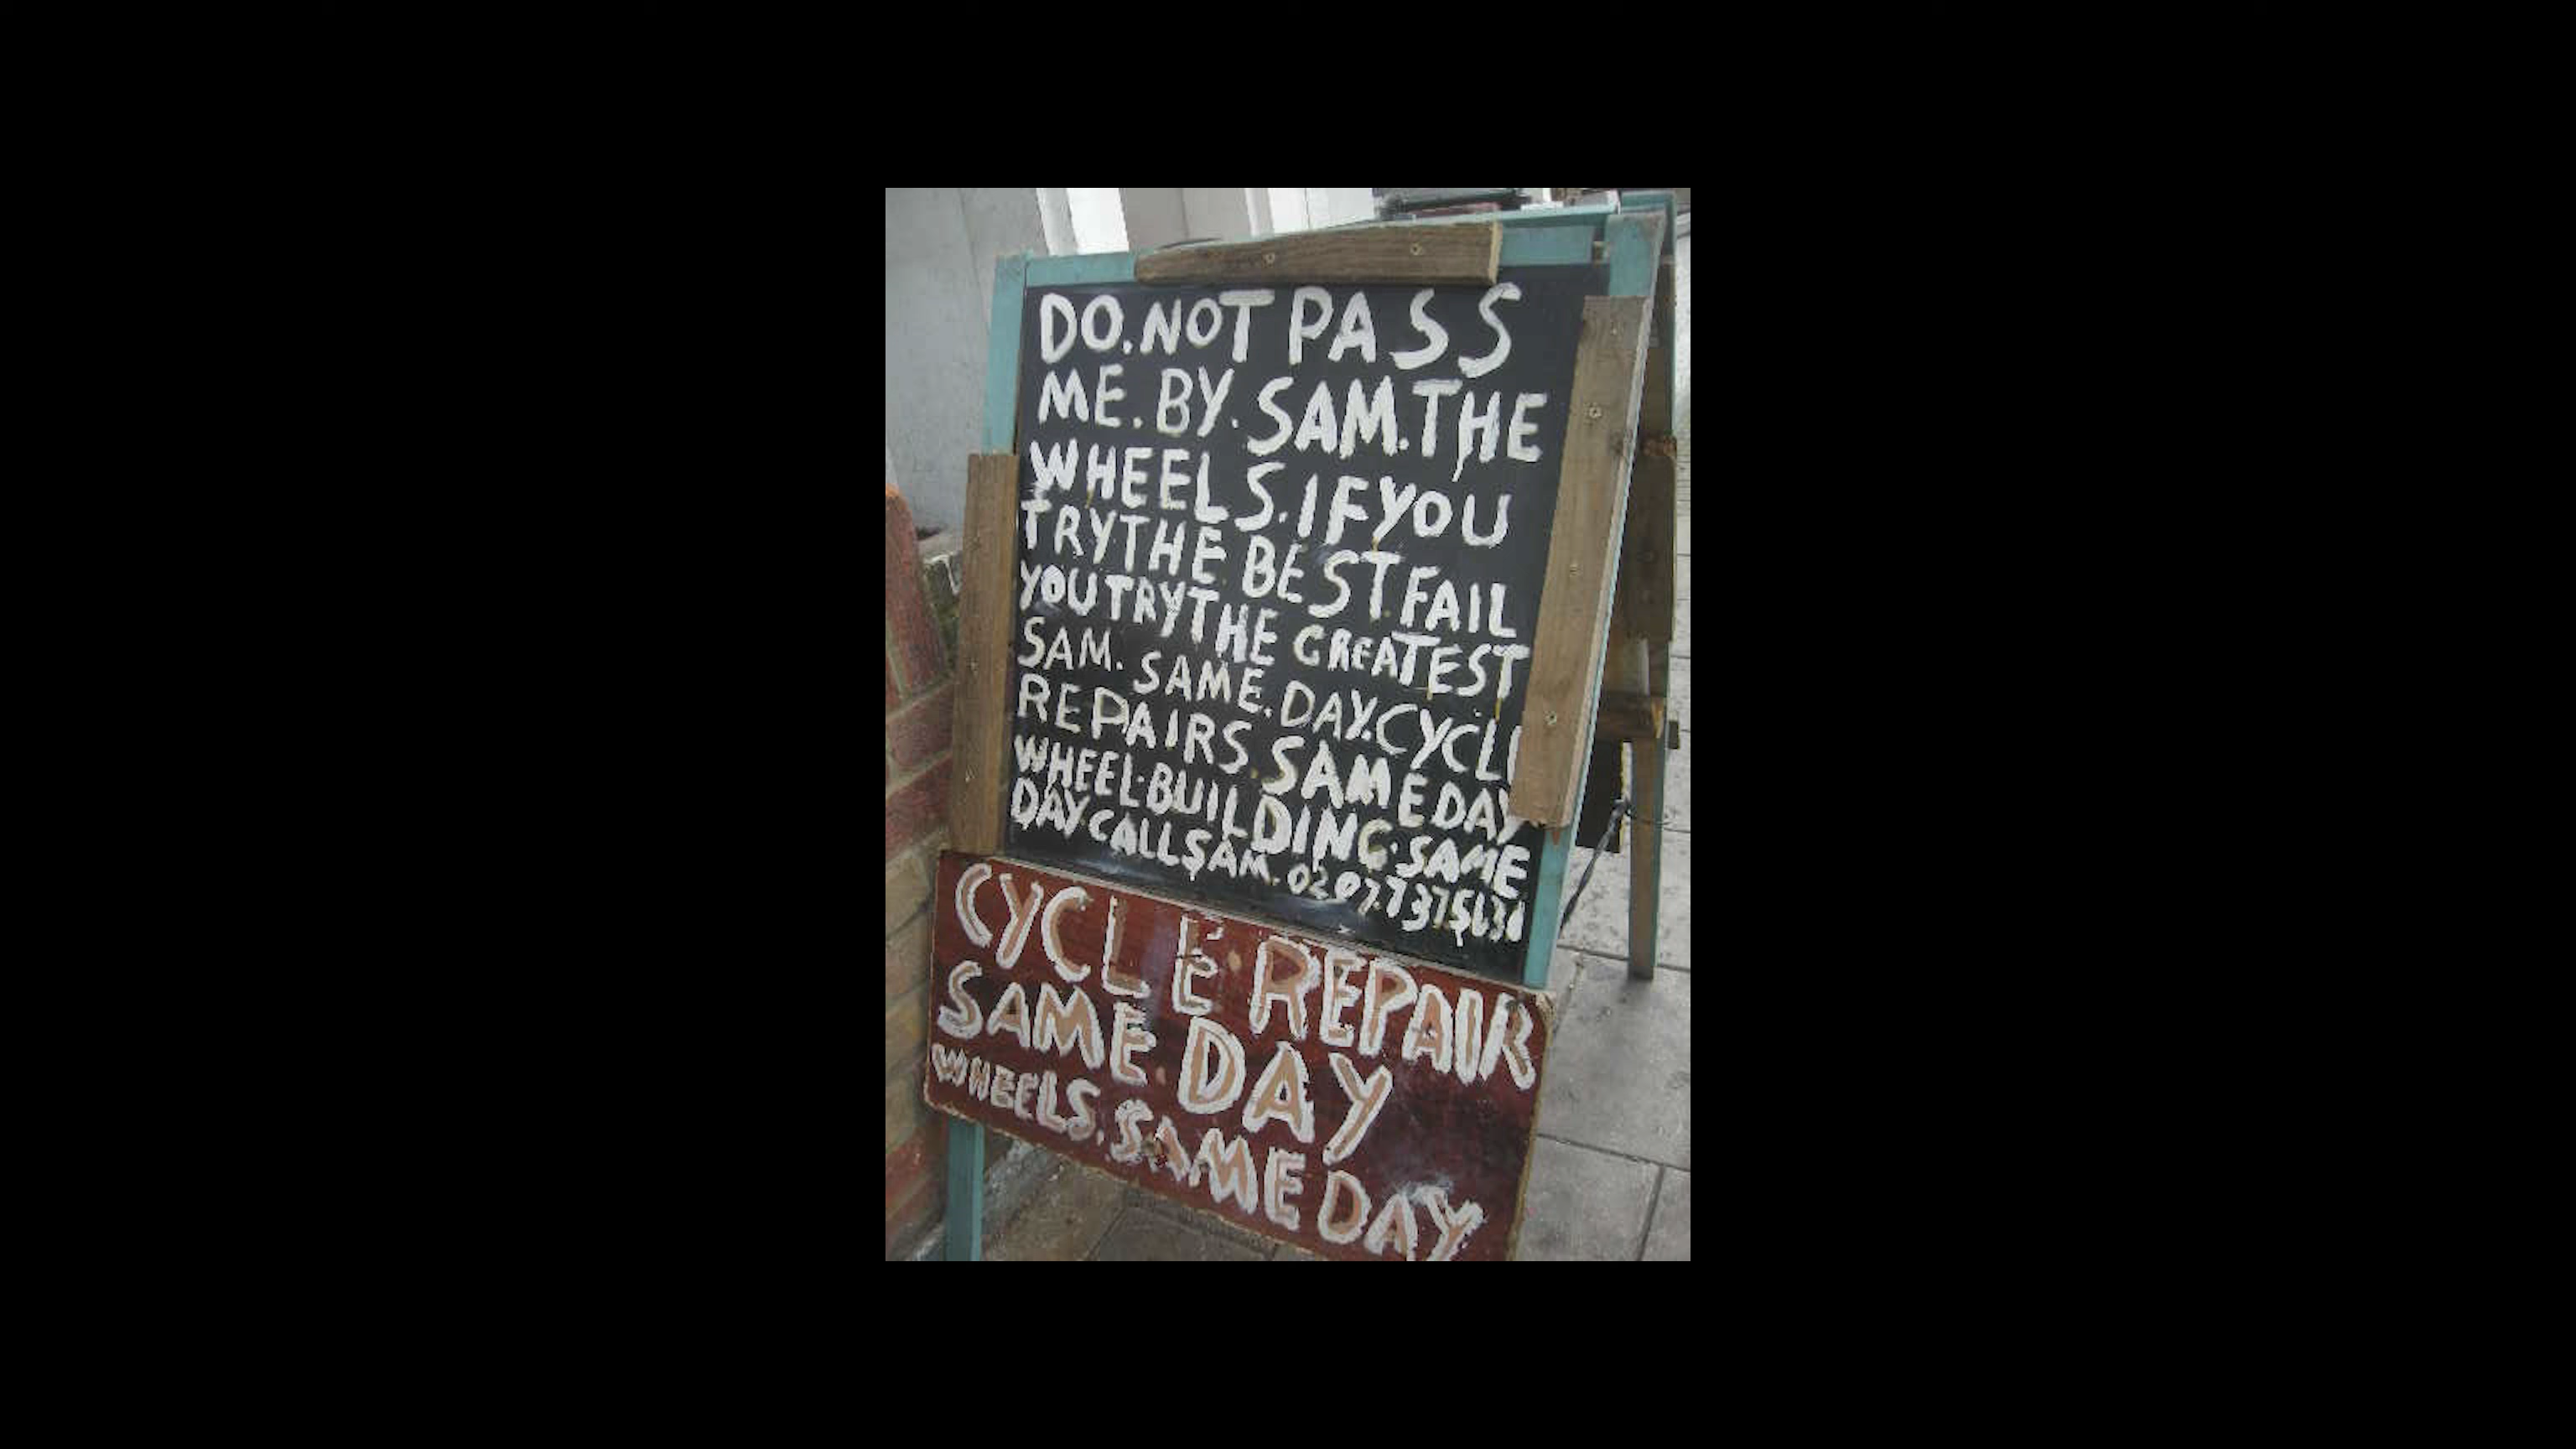 DO.NOT PASS
ME.BY.SAM.THE
WHEELS.IF YOU
TRY THE BEST FAIL
YOU TRY THE GREATEST
SAM. SAME. DAY.CYCLE
REPAIRS.SAME DAY
WHEEL.BUILDING.SAME
DAY.CALL SAM.
CYCLE.REPAIR
SAME.DAY
WHEELS.SAME DAY